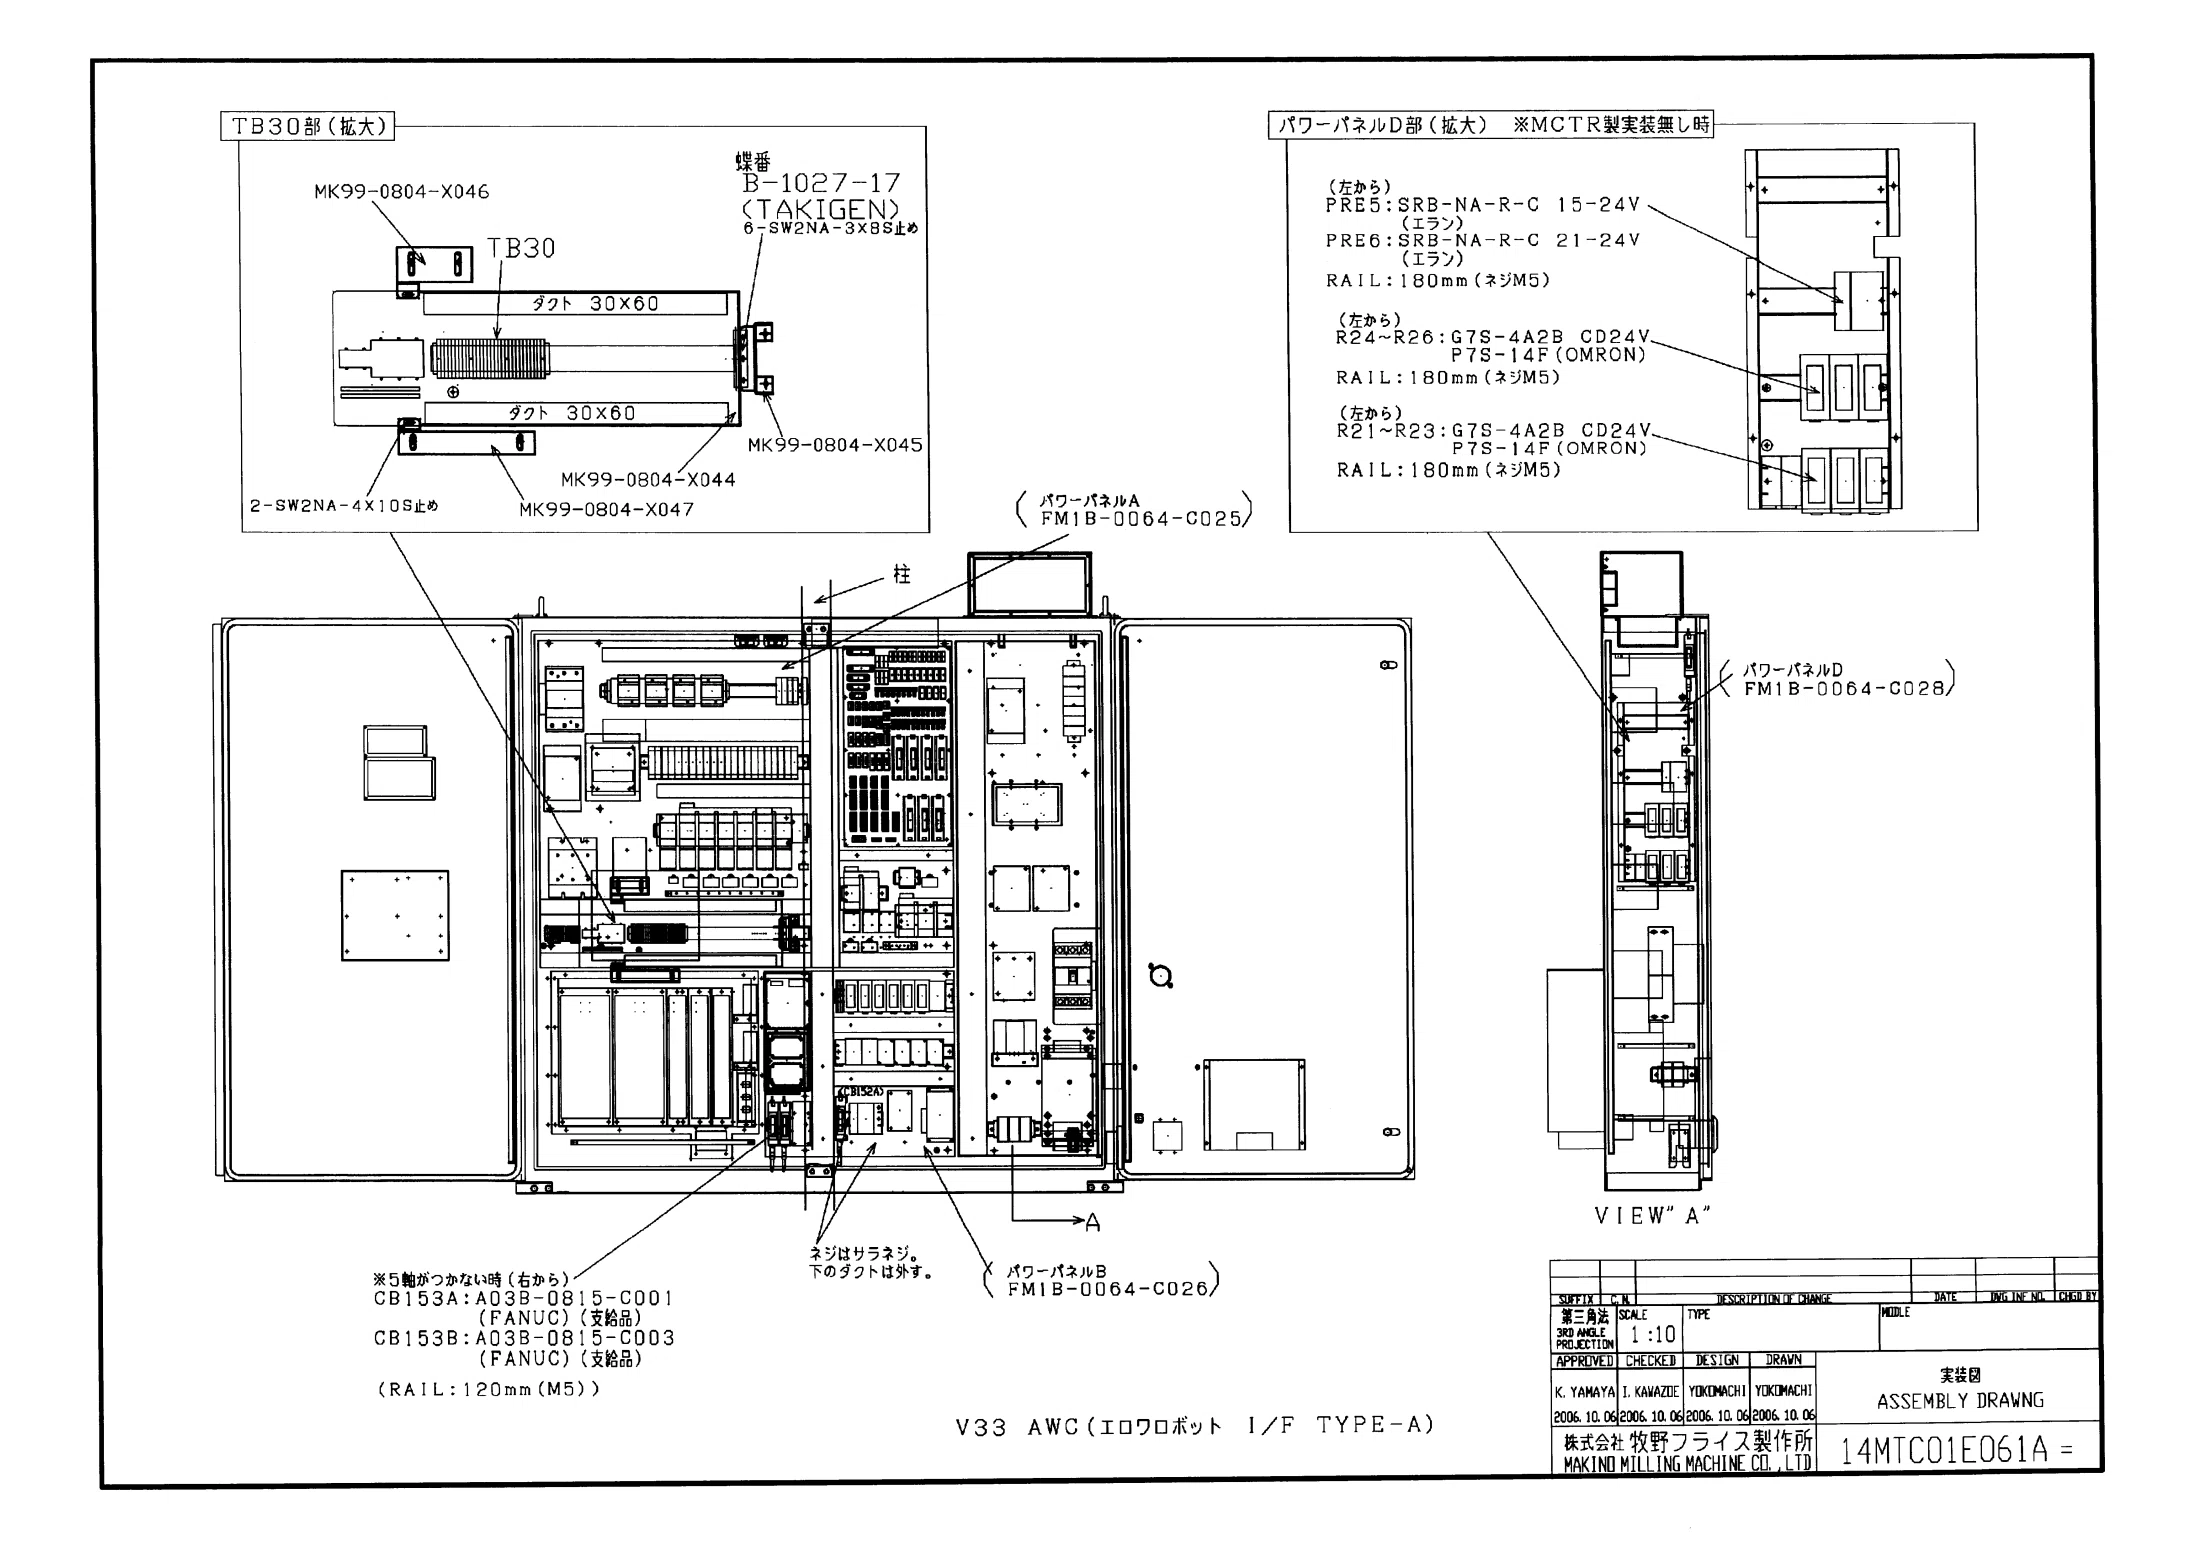 TB30部(拡大)
MK99-0804-X046
TB30
蝶番
B-1027-17
(TAKIGEN)
6-SW2NA-3X8S止め
ダクト 30X60
ダクト 30X60
MK99-0804-X045
MK99-0804-X044
2-SW2NA-4X10S止め
MK99-0804-X047
パワーパネルD部(拡大) ※MCTR製実装無し時
(左から)
PRE5:SRB-NA-R-C 15-24V
(エラン)
PRE6:SRB-NA-R-C 21-24V
(エラン)
RAIL:180mm(ネジM5)
(左から)
R24~R26:G7S-4A2B CD24V
P7S-14F(OMRON)
RAIL:180mm(ネジM5)
(左から)
R21~R23:G7S-4A2B CD24V
P7S-14F(OMRON)
RAIL:180mm(ネジM5)
(パワーパネルA
FM1B-0064-C025)
柱
(パワーパネルD
FM1B-0064-C028)
(CB152A)
A
VIEW"A"
ネジはサラネジ。
下のダクトは外す。
(パワーパネルB
FM1B-0064-C026)
※5軸がつかない時(右から)
CB153A:A03B-0815-C001
(FANUC)(支給品)
CB153B:A03B-0815-C003
(FANUC)(支給品)
(RAIL:120mm(M5))
V33 AWC(エロワロボット I/F TYPE-A)
SUFFIX C.N. DESCRIPTION OF CHANGE DATE DWG INF NO. CHGD BY
第三角法
3RD ANGLE
PROJECTION
SCALE
1:10
TYPE
MODLE
APPROVED CHECKED DESIGN DRAWN
K. YAMAYA I. KAWAZOE YOKOMACHI YOKOMACHI
2006.10.06 2006.10.06 2006.10.06 2006.10.06
実装図
ASSEMBLY DRAWNG
株式会社 牧野フライス製作所
MAKINO MILLING MACHINE CO.,LTD
14MTC01E061A =